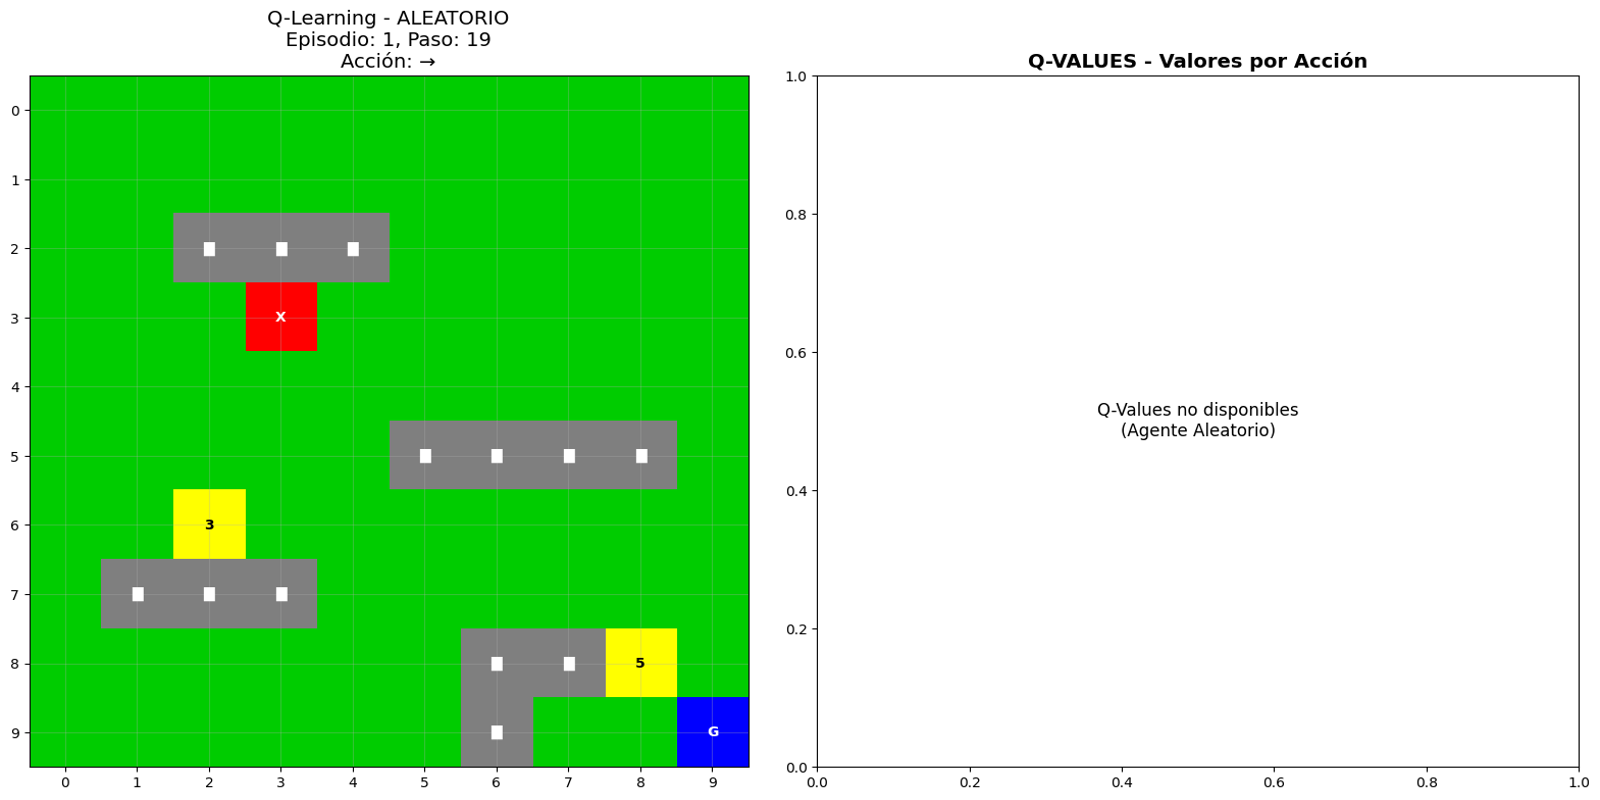 Q-Learning - ALEATORIO
Episodio: 1, Paso: 19
Acción: →
0
1
2
3
X
4
5
6
3
7
8
5
9
G
0 1 2 3 4 5 6 7 8 9
Q-VALUES - Valores por Acción
1.0
0.8
0.6
Q-Values no disponibles
(Agente Aleatorio)
0.4
0.2
0.0
0.0 0.2 0.4 0.6 0.8 1.0